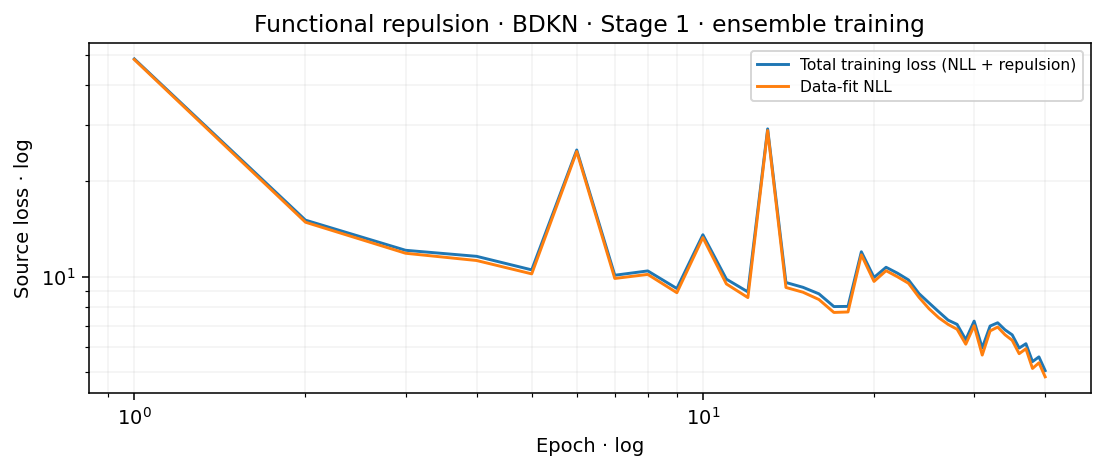 Functional repulsion · BDKN · Stage 1 · ensemble training
Total training loss (NLL + repulsion)
Data-fit NLL
Source loss · log
10¹
10⁰
10¹
Epoch · log